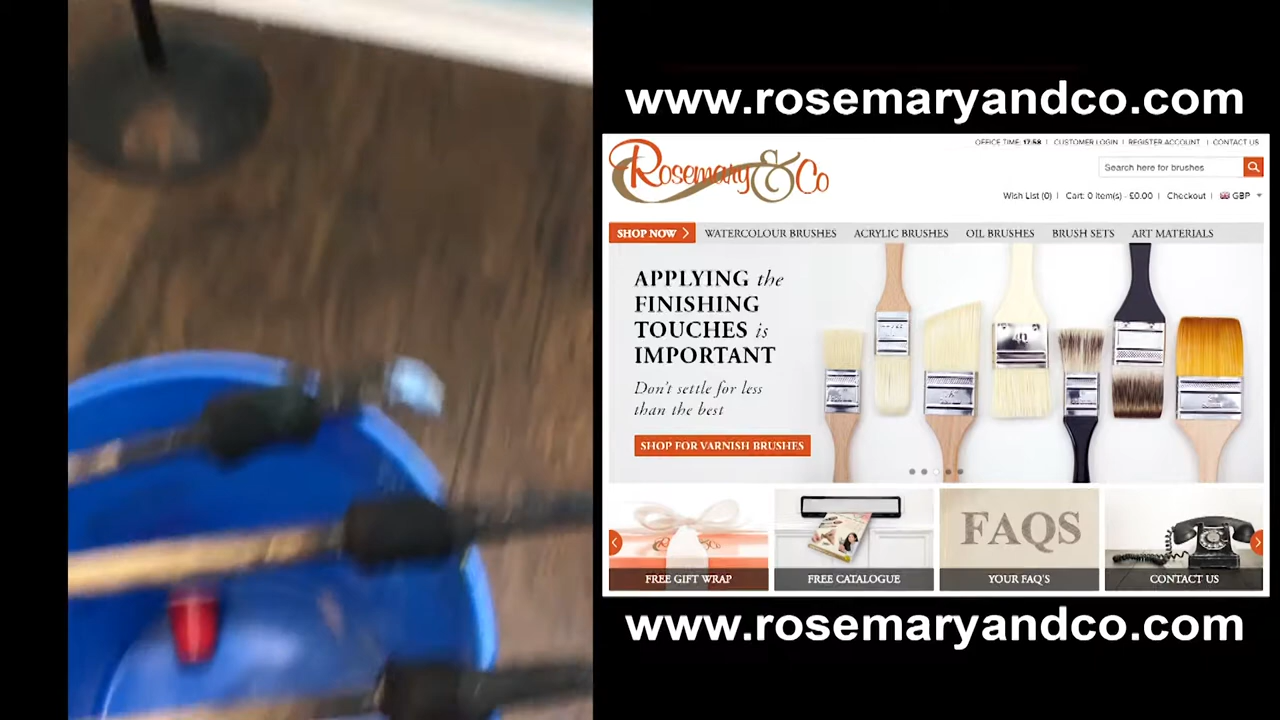 www.rosemaryandco.com
OFFICE TIME: 17:58 | CUSTOMER LOGIN | REGISTER ACCOUNT | CONTACT US
Rosemary & Co
Search here for brushes
Wish List (0) | Cart: 0 item(s) - £0.00 | Checkout | GBP
SHOP NOW
WATERCOLOUR BRUSHES
ACRYLIC BRUSHES
OIL BRUSHES
BRUSH SETS
ART MATERIALS
APPLYING the
FINISHING
TOUCHES is
IMPORTANT
Don't settle for less
than the best
SHOP FOR VARNISH BRUSHES
FREE GIFT WRAP
FREE CATALOGUE
FAQS
YOUR FAQ'S
CONTACT US
www.rosemaryandco.com